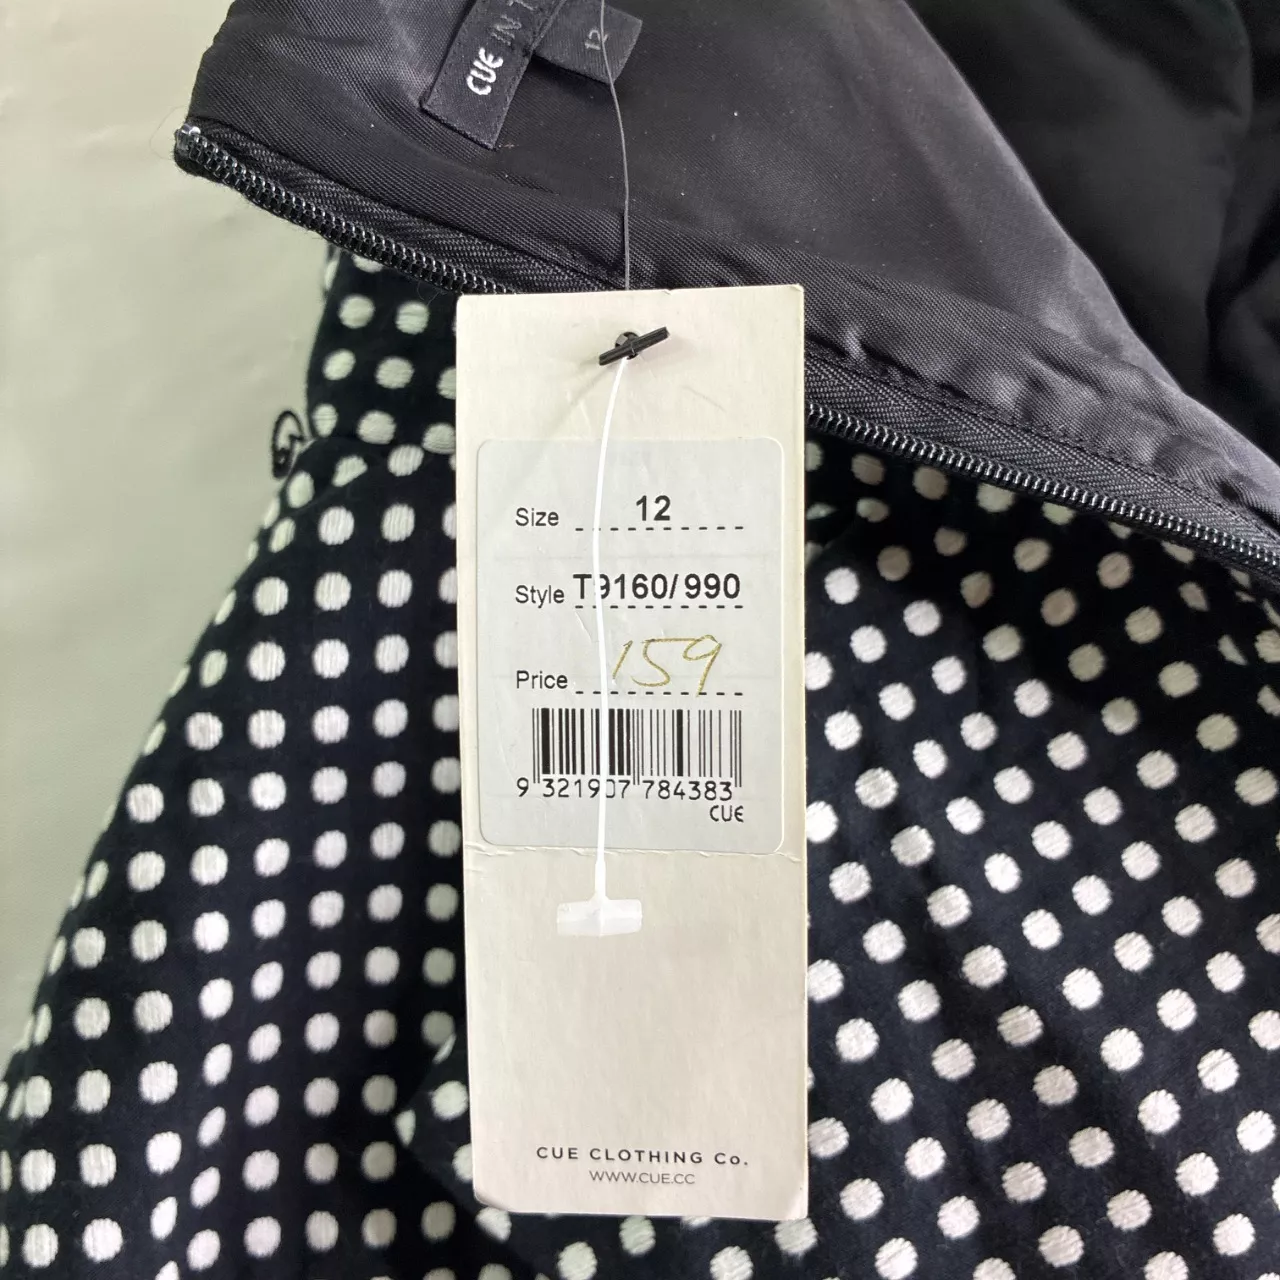 CUE IN T
12
Size 12
Style T9160/990
Price 159
9 321907 784383
CUE
CUE CLOTHING Co.
WWW.CUE.CC